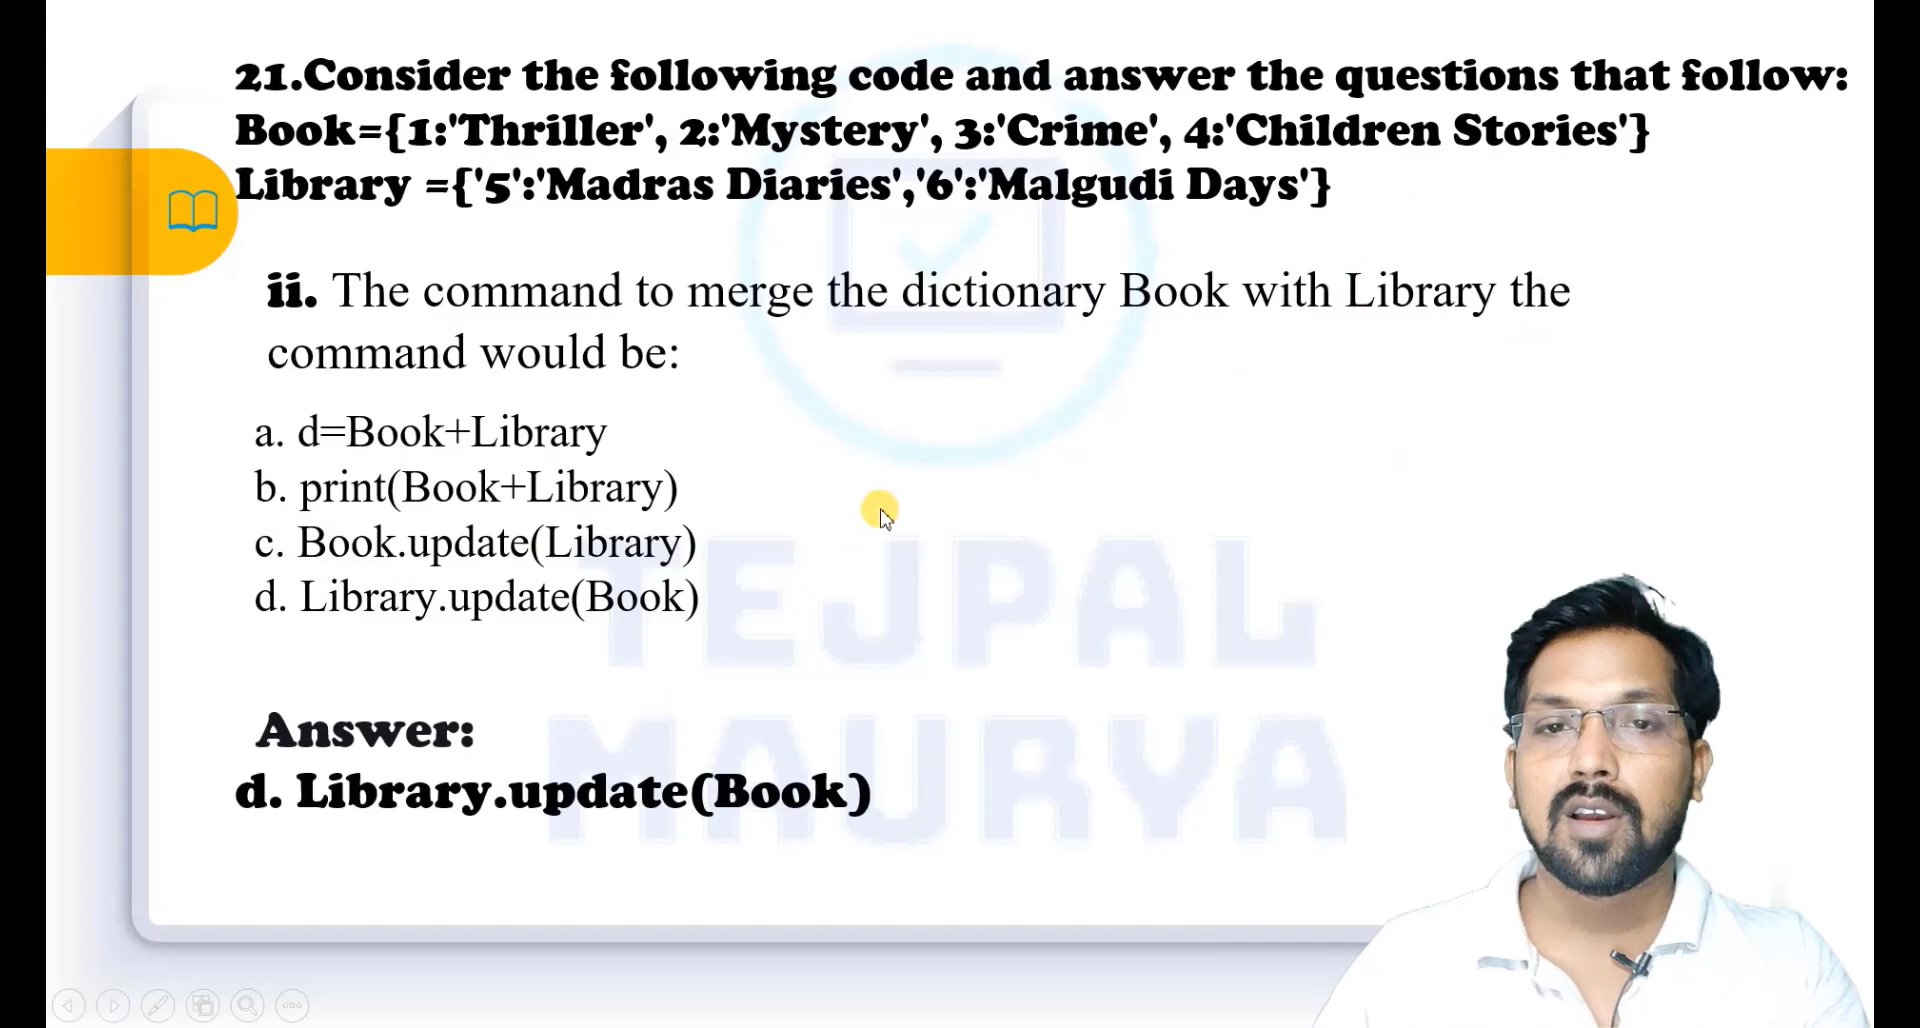 21.Consider the following code and answer the questions that follow:
Book={1:'Thriller', 2:'Mystery', 3:'Crime', 4:'Children Stories'}
Library ={'5':'Madras Diaries','6':'Malgudi Days'}
ii. The command to merge the dictionary Book with Library the
command would be:
a. d=Book+Library
b. print(Book+Library)
c. Book.update(Library)
d. Library.update(Book)
TEJPAL
MAURYA
Answer:
d. Library.update(Book)